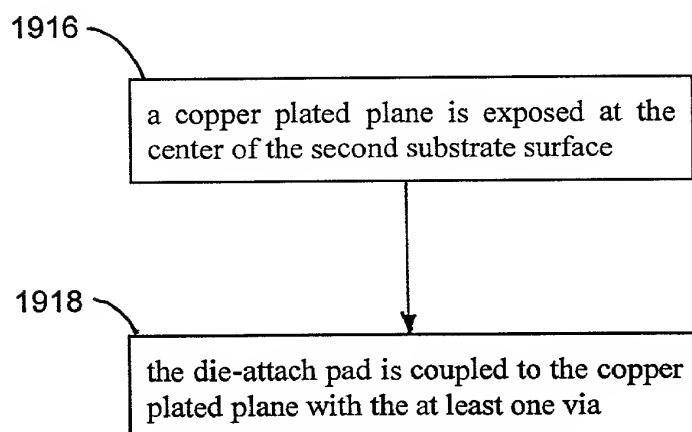 1916
a copper plated plane is exposed at the
center of the second substrate surface
1918
the die-attach pad is coupled to the copper
plated plane with the at least one via